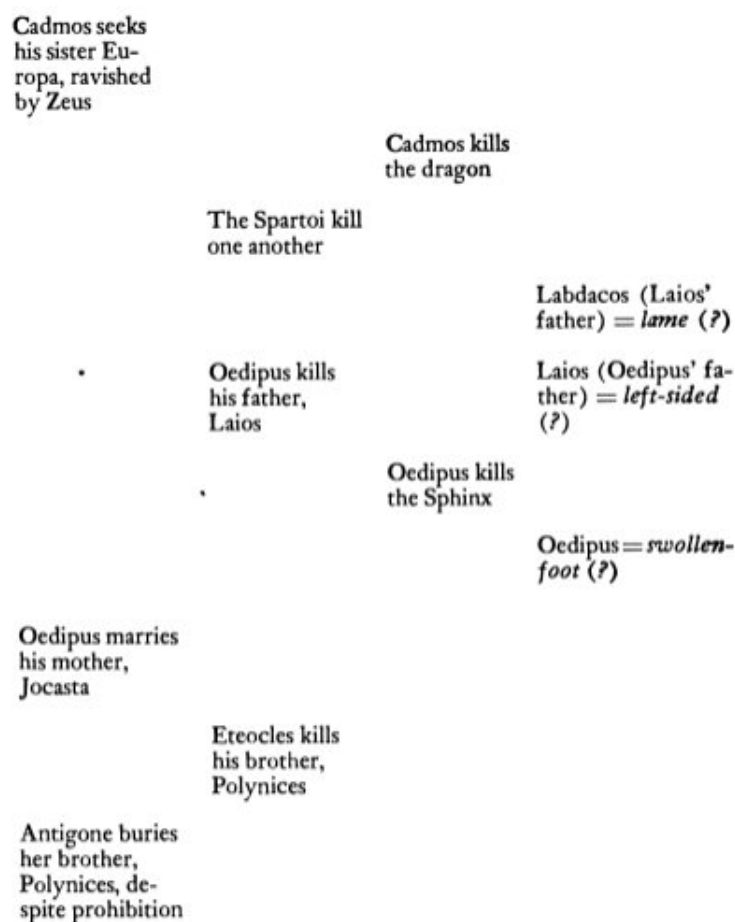 Cadmos seeks
his sister Eu-
ropa, ravished
by Zeus
Cadmos kills
the dragon
The Spartoi kill
one another
Labdacos (Laios'
father) = lame (?)
Oedipus kills
his father,
Laios
Laios (Oedipus' fa-
ther) = left-sided
(?)
Oedipus kills
the Sphinx
Oedipus = swollen-
foot (?)
Oedipus marries
his mother,
Jocasta
Eteocles kills
his brother,
Polynices
Antigone buries
her brother,
Polynices, de-
spite prohibition